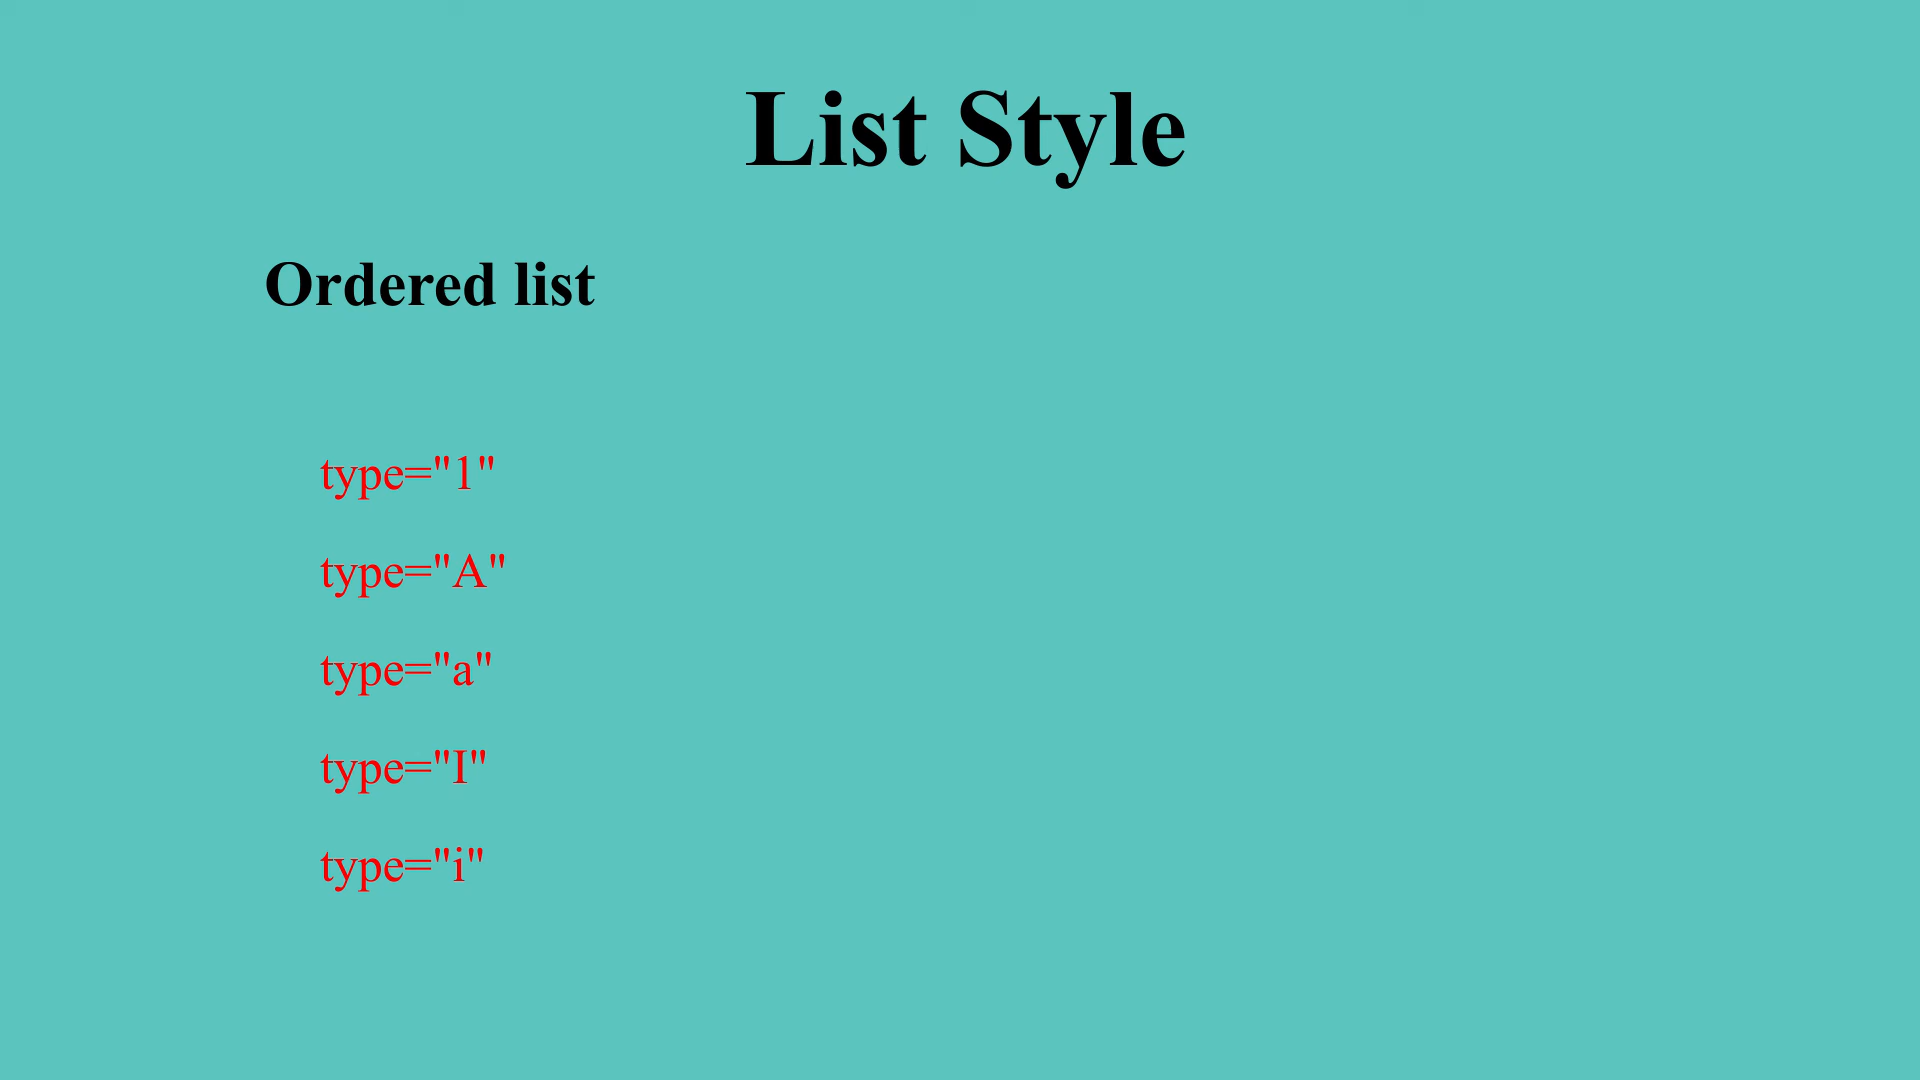 List Style
Ordered list
type="1"
type="A"
type="a"
type="I"
type="i"